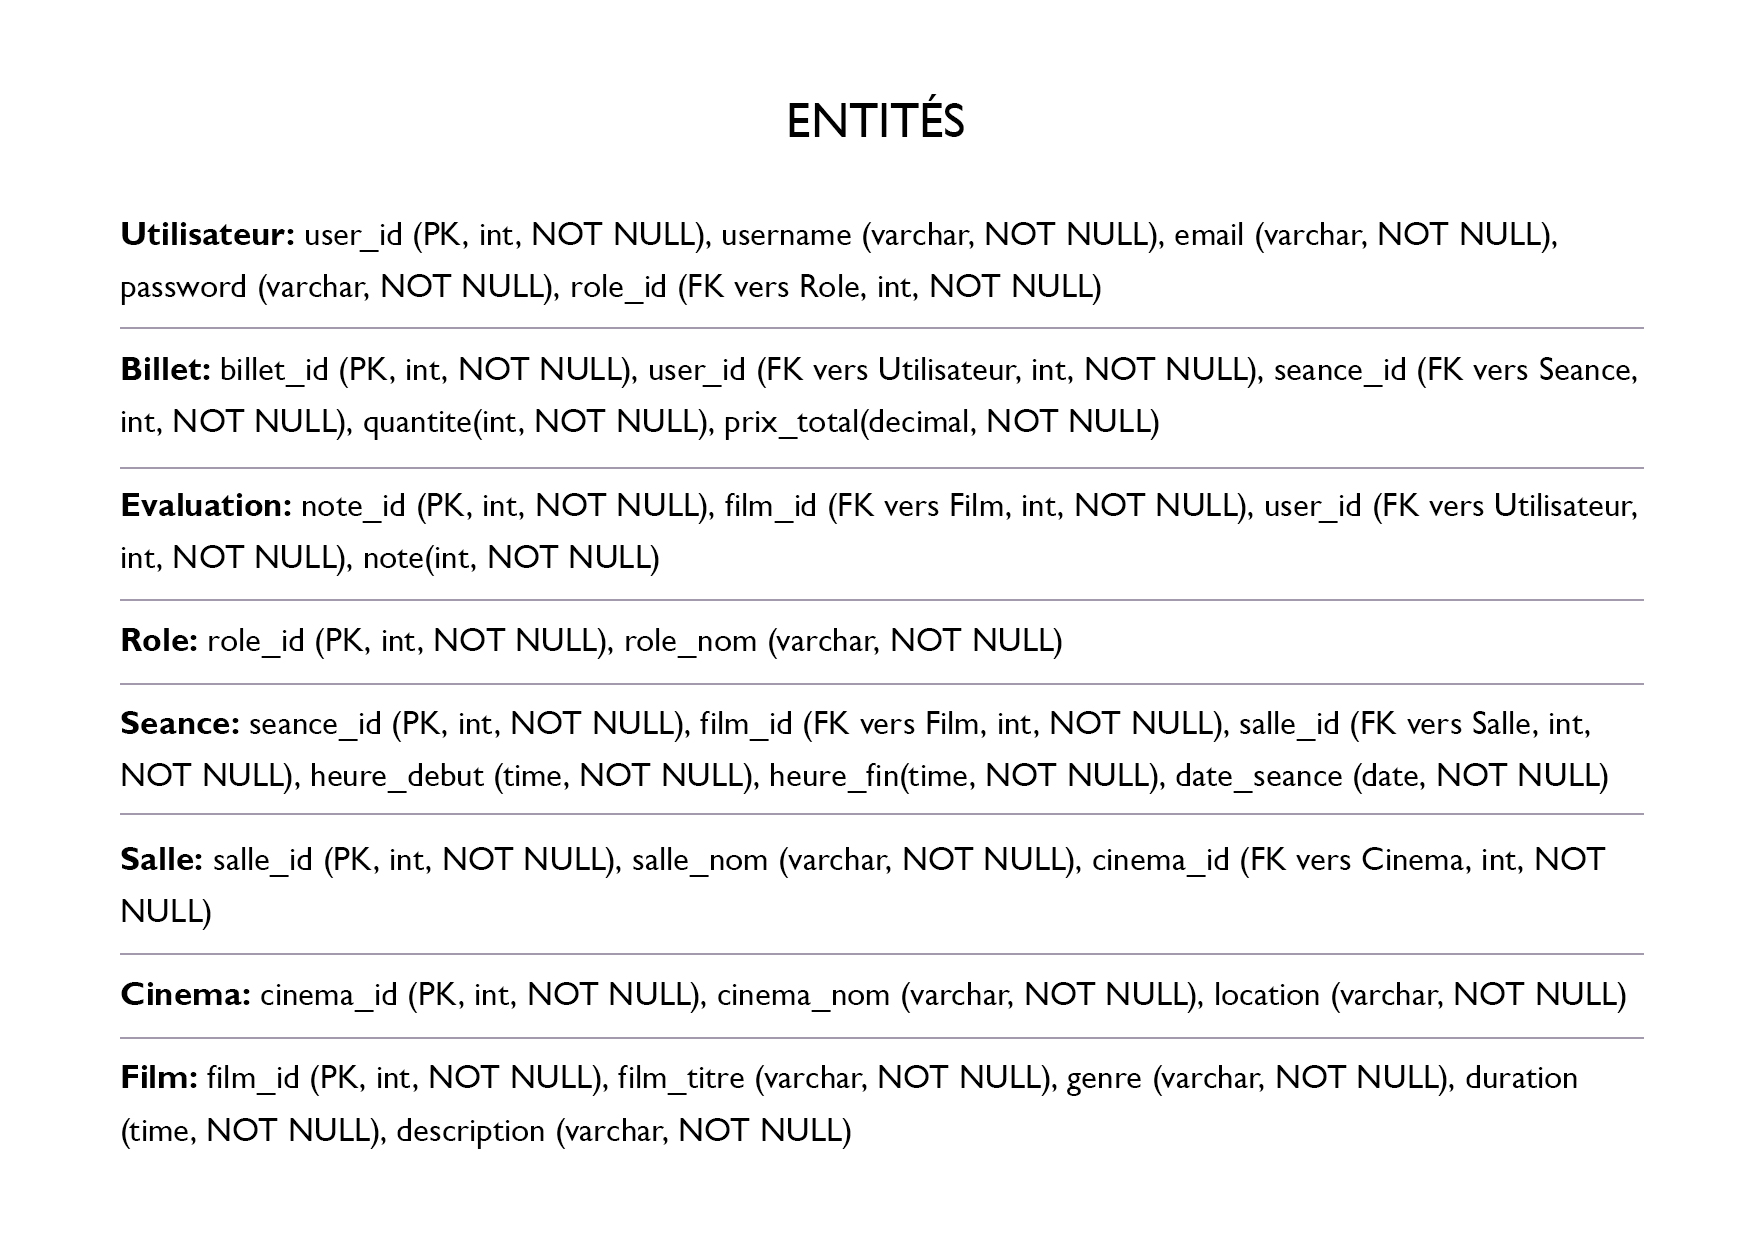 ENTITÉS
Utilisateur: user_id (PK, int, NOT NULL), username (varchar, NOT NULL), email (varchar, NOT NULL),
password (varchar, NOT NULL), role_id (FK vers Role, int, NOT NULL)
Billet: billet_id (PK, int, NOT NULL), user_id (FK vers Utilisateur, int, NOT NULL), seance_id (FK vers Seance,
int, NOT NULL), quantite(int, NOT NULL), prix_total(decimal, NOT NULL)
Evaluation: note_id (PK, int, NOT NULL), film_id (FK vers Film, int, NOT NULL), user_id (FK vers Utilisateur,
int, NOT NULL), note(int, NOT NULL)
Role: role_id (PK, int, NOT NULL), role_nom (varchar, NOT NULL)
Seance: seance_id (PK, int, NOT NULL), film_id (FK vers Film, int, NOT NULL), salle_id (FK vers Salle, int,
NOT NULL), heure_debut (time, NOT NULL), heure_fin(time, NOT NULL), date_seance (date, NOT NULL)
Salle: salle_id (PK, int, NOT NULL), salle_nom (varchar, NOT NULL), cinema_id (FK vers Cinema, int, NOT
NULL)
Cinema: cinema_id (PK, int, NOT NULL), cinema_nom (varchar, NOT NULL), location (varchar, NOT NULL)
Film: film_id (PK, int, NOT NULL), film_titre (varchar, NOT NULL), genre (varchar, NOT NULL), duration
(time, NOT NULL), description (varchar, NOT NULL)